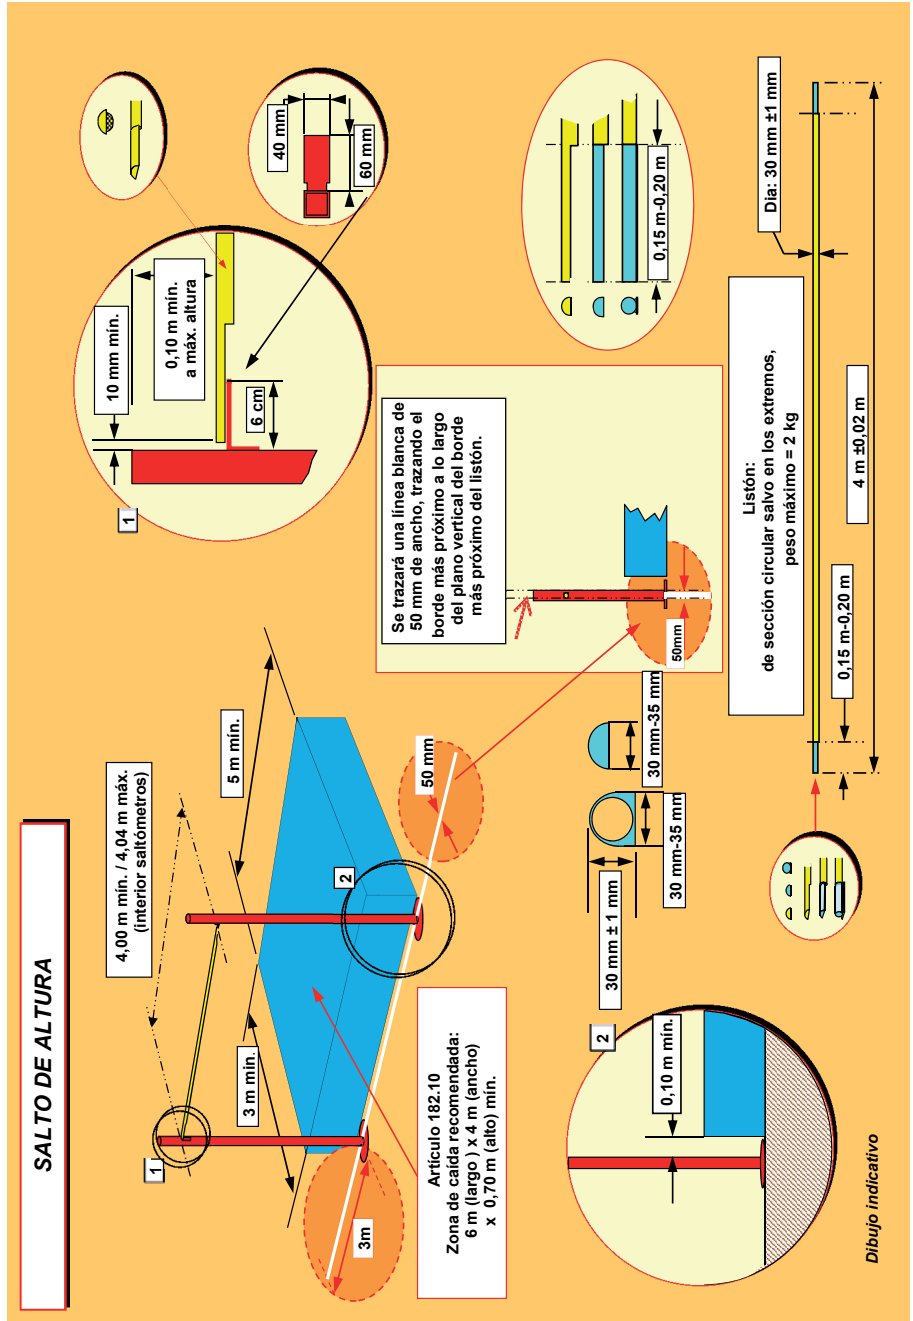 SALTO DE ALTURA
1
4,00 m mín. / 4,04 m máx.
(interior saltómetros)
3 m mín.
5 m mín.
2
3m
50 mm
Artículo 182.10
Zona de caída recomendada:
6 m (largo ) x 4 m (ancho)
x 0,70 m (alto) mín.
1
10 mm mín.
0,10 m mín.
a máx. altura
6 cm
40 mm
60 mm
Se trazará una línea blanca de
50 mm de ancho, trazando el
borde más próximo a lo largo
del plano vertical del borde
más próximo del listón.
50mm
0,15 m-0,20 m
2
0,10 m mín.
30 mm ± 1 mm
30 mm-35 mm
30 mm-35 mm
Listón:
de sección circular salvo en los extremos,
peso máximo = 2 kg
Dia: 30 mm ±1 mm
0,15 m-0,20 m
4 m ±0,02 m
Dibujo indicativo